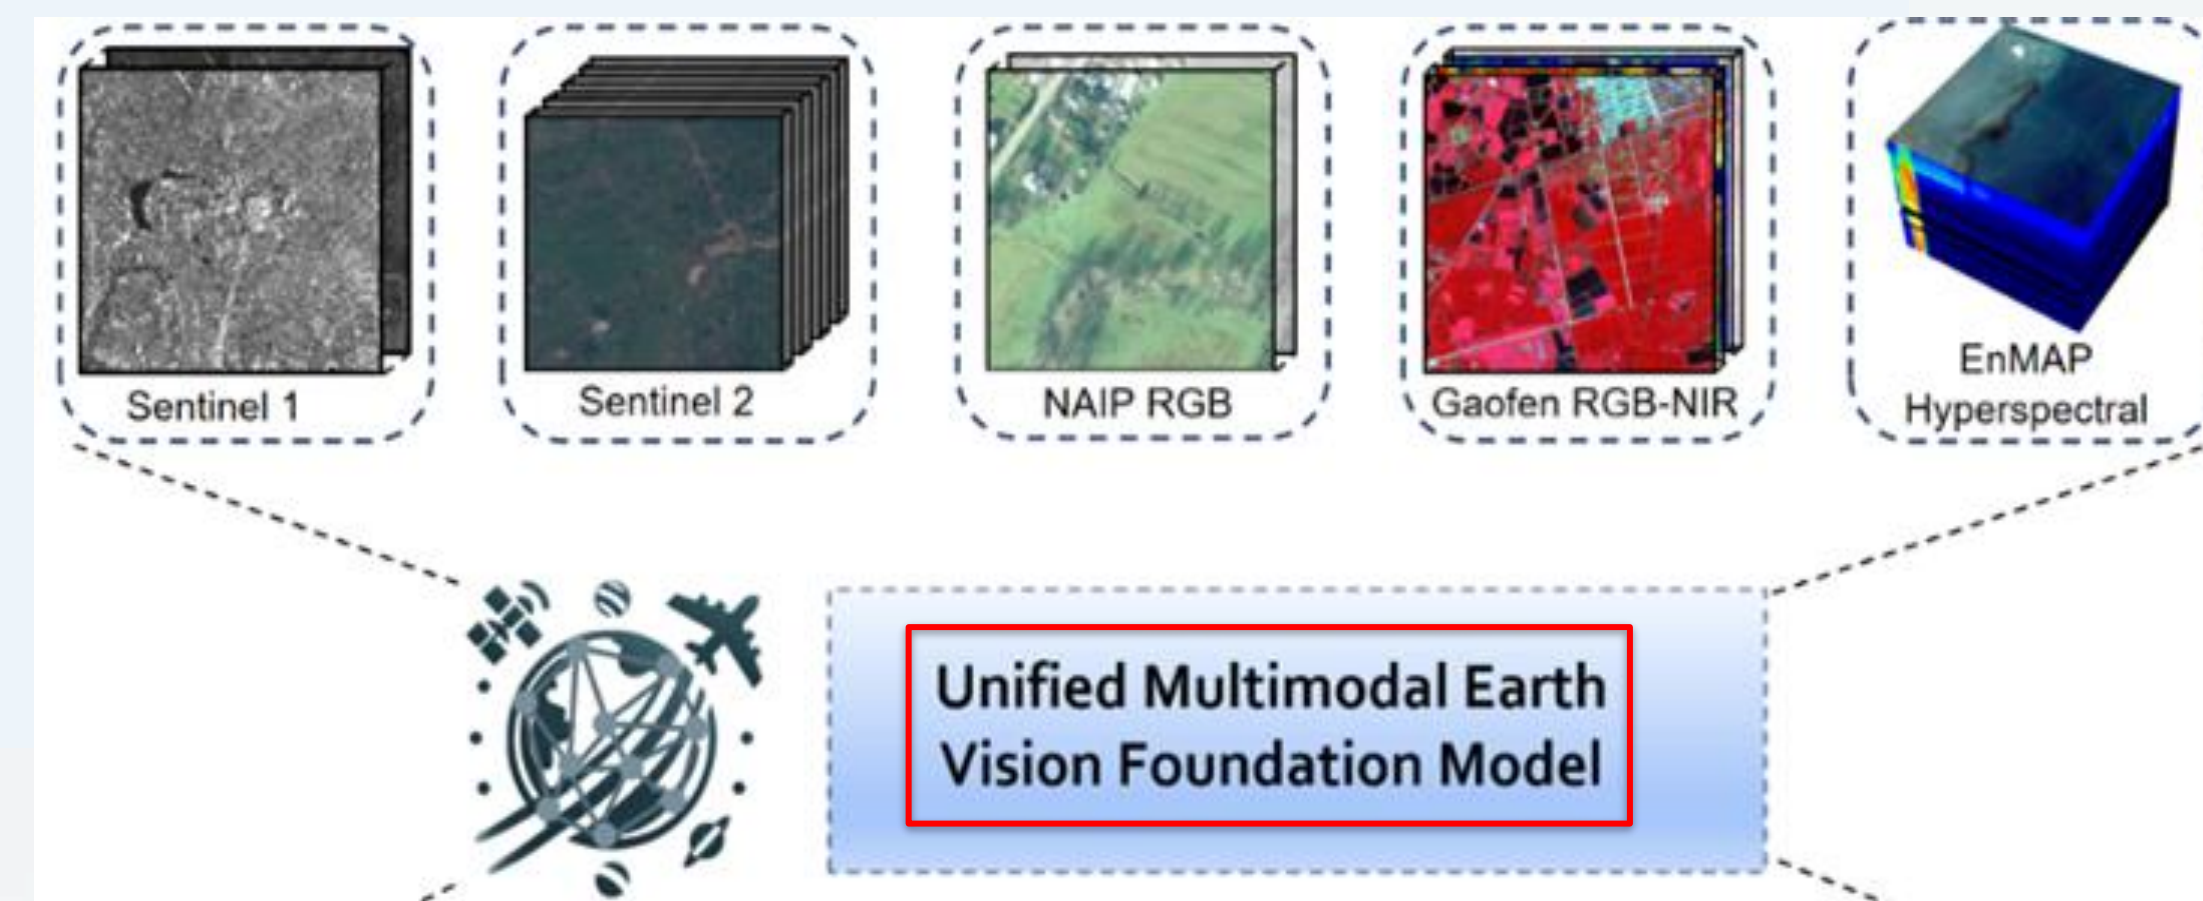 Sentinel 1
Sentinel 2
NAIP RGB
Gaofen RGB-NIR
EnMAP
Hyperspectral
Unified Multimodal Earth
Vision Foundation Model